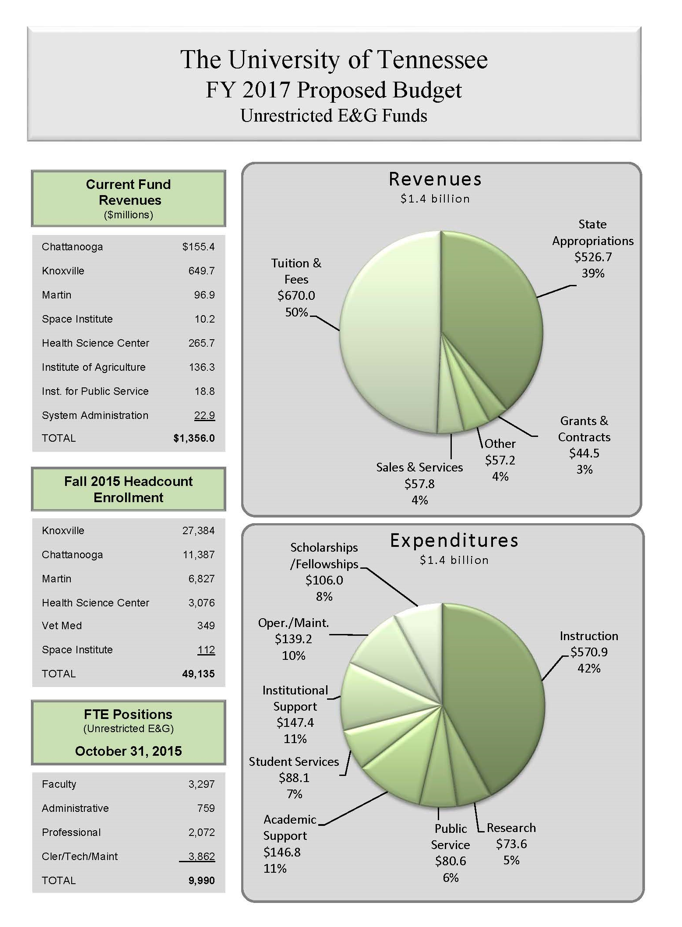 The University of Tennessee
FY 2017 Proposed Budget
Unrestricted E&G Funds
Current Fund
Revenues
($millions)
Chattanooga $155.4
Knoxville 649.7
Martin 96.9
Space Institute 10.2
Health Science Center 265.7
Institute of Agriculture 136.3
Inst. for Public Service 18.8
System Administration 22.9
TOTAL $1,356.0
Fall 2015 Headcount
Enrollment
Knoxville 27,384
Chattanooga 11,387
Martin 6,827
Health Science Center 3,076
Vet Med 349
Space Institute 112
TOTAL 49,135
FTE Positions
(Unrestricted E&G)
October 31, 2015
Faculty 3,297
Administrative 759
Professional 2,072
Cler/Tech/Maint 3,862
TOTAL 9,990
Revenues
$1.4 billion
State
Appropriations
$526.7
39%
Tuition &
Fees
$670.0
50%
Grants &
Contracts
$44.5
3%
Other
$57.2
4%
Sales & Services
$57.8
4%
Expenditures
$1.4 billion
Scholarships
/Fellowships
$106.0
8%
Oper./Maint.
$139.2
10%
Institutional
Support
$147.4
11%
Student Services
$88.1
7%
Academic
Support
$146.8
11%
Public
Service
$80.6
6%
Research
$73.6
5%
Instruction
$570.9
42%